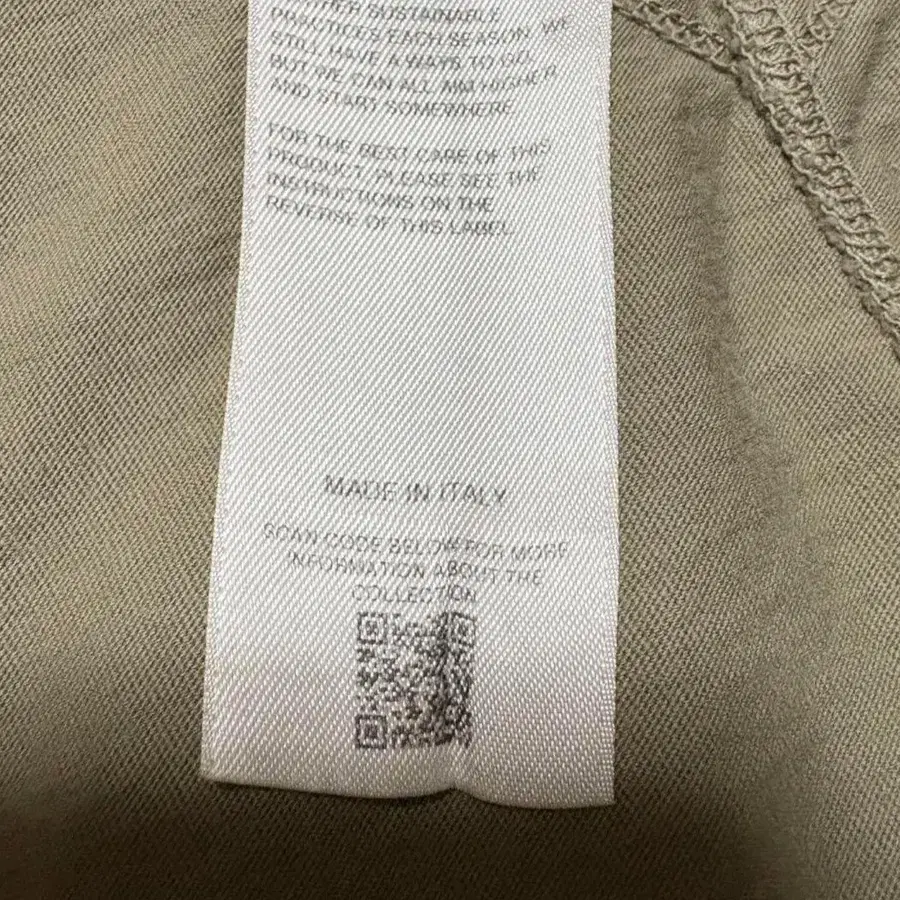 SUSTAINABLE
PRACTICES EACH SEASON. WE
STILL HAVE A WAYS TO GO,
BUT WE CAN ALL AIM HIGHER
AND START SOMEWHERE
FOR THE BEST CARE OF THIS
PRODUCT, PLEASE SEE THE
INSTRUCTIONS ON THE
REVERSE OF THIS LABEL.
MADE IN ITALY
SCAN CODE BELOW FOR MORE
INFORMATION ABOUT THE
COLLECTION